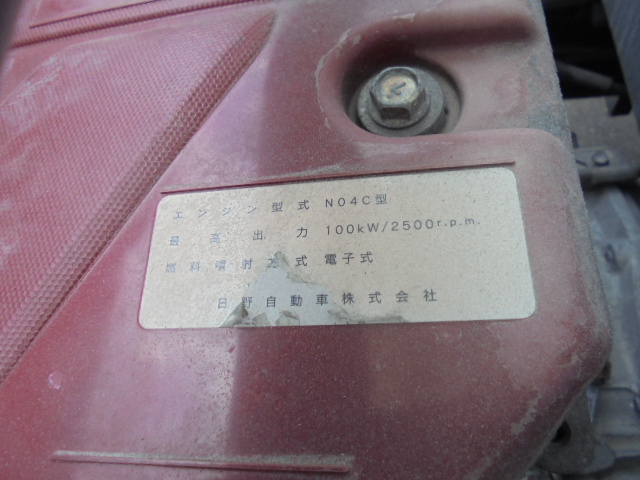 エンジン型式 N04C型
最高出力 100kW/2500r.p.m.
燃料噴射方式 電子式
日野自動車株式会社